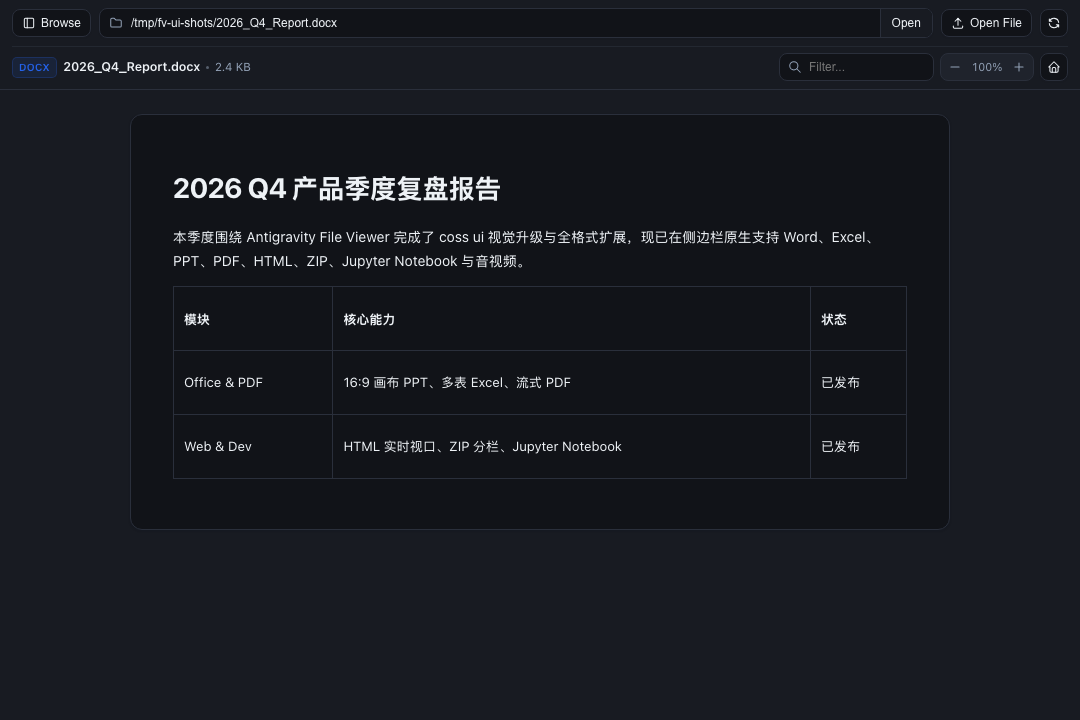 Browse
/tmp/fv-ui-shots/2026_Q4_Report.docx
Open
Open File
DOCX 2026_Q4_Report.docx • 2.4 KB
Filter...
100%
2026 Q4 产品季度复盘报告
本季度围绕 Antigravity File Viewer 完成了 coss ui 视觉升级与全格式扩展，现已在侧边栏原生支持 Word、Excel、
PPT、PDF、HTML、ZIP、Jupyter Notebook 与音视频。
模块 核心能力 状态
Office & PDF 16:9 画布 PPT、多表 Excel、流式 PDF 已发布
Web & Dev HTML 实时视口、ZIP 分栏、Jupyter Notebook 已发布